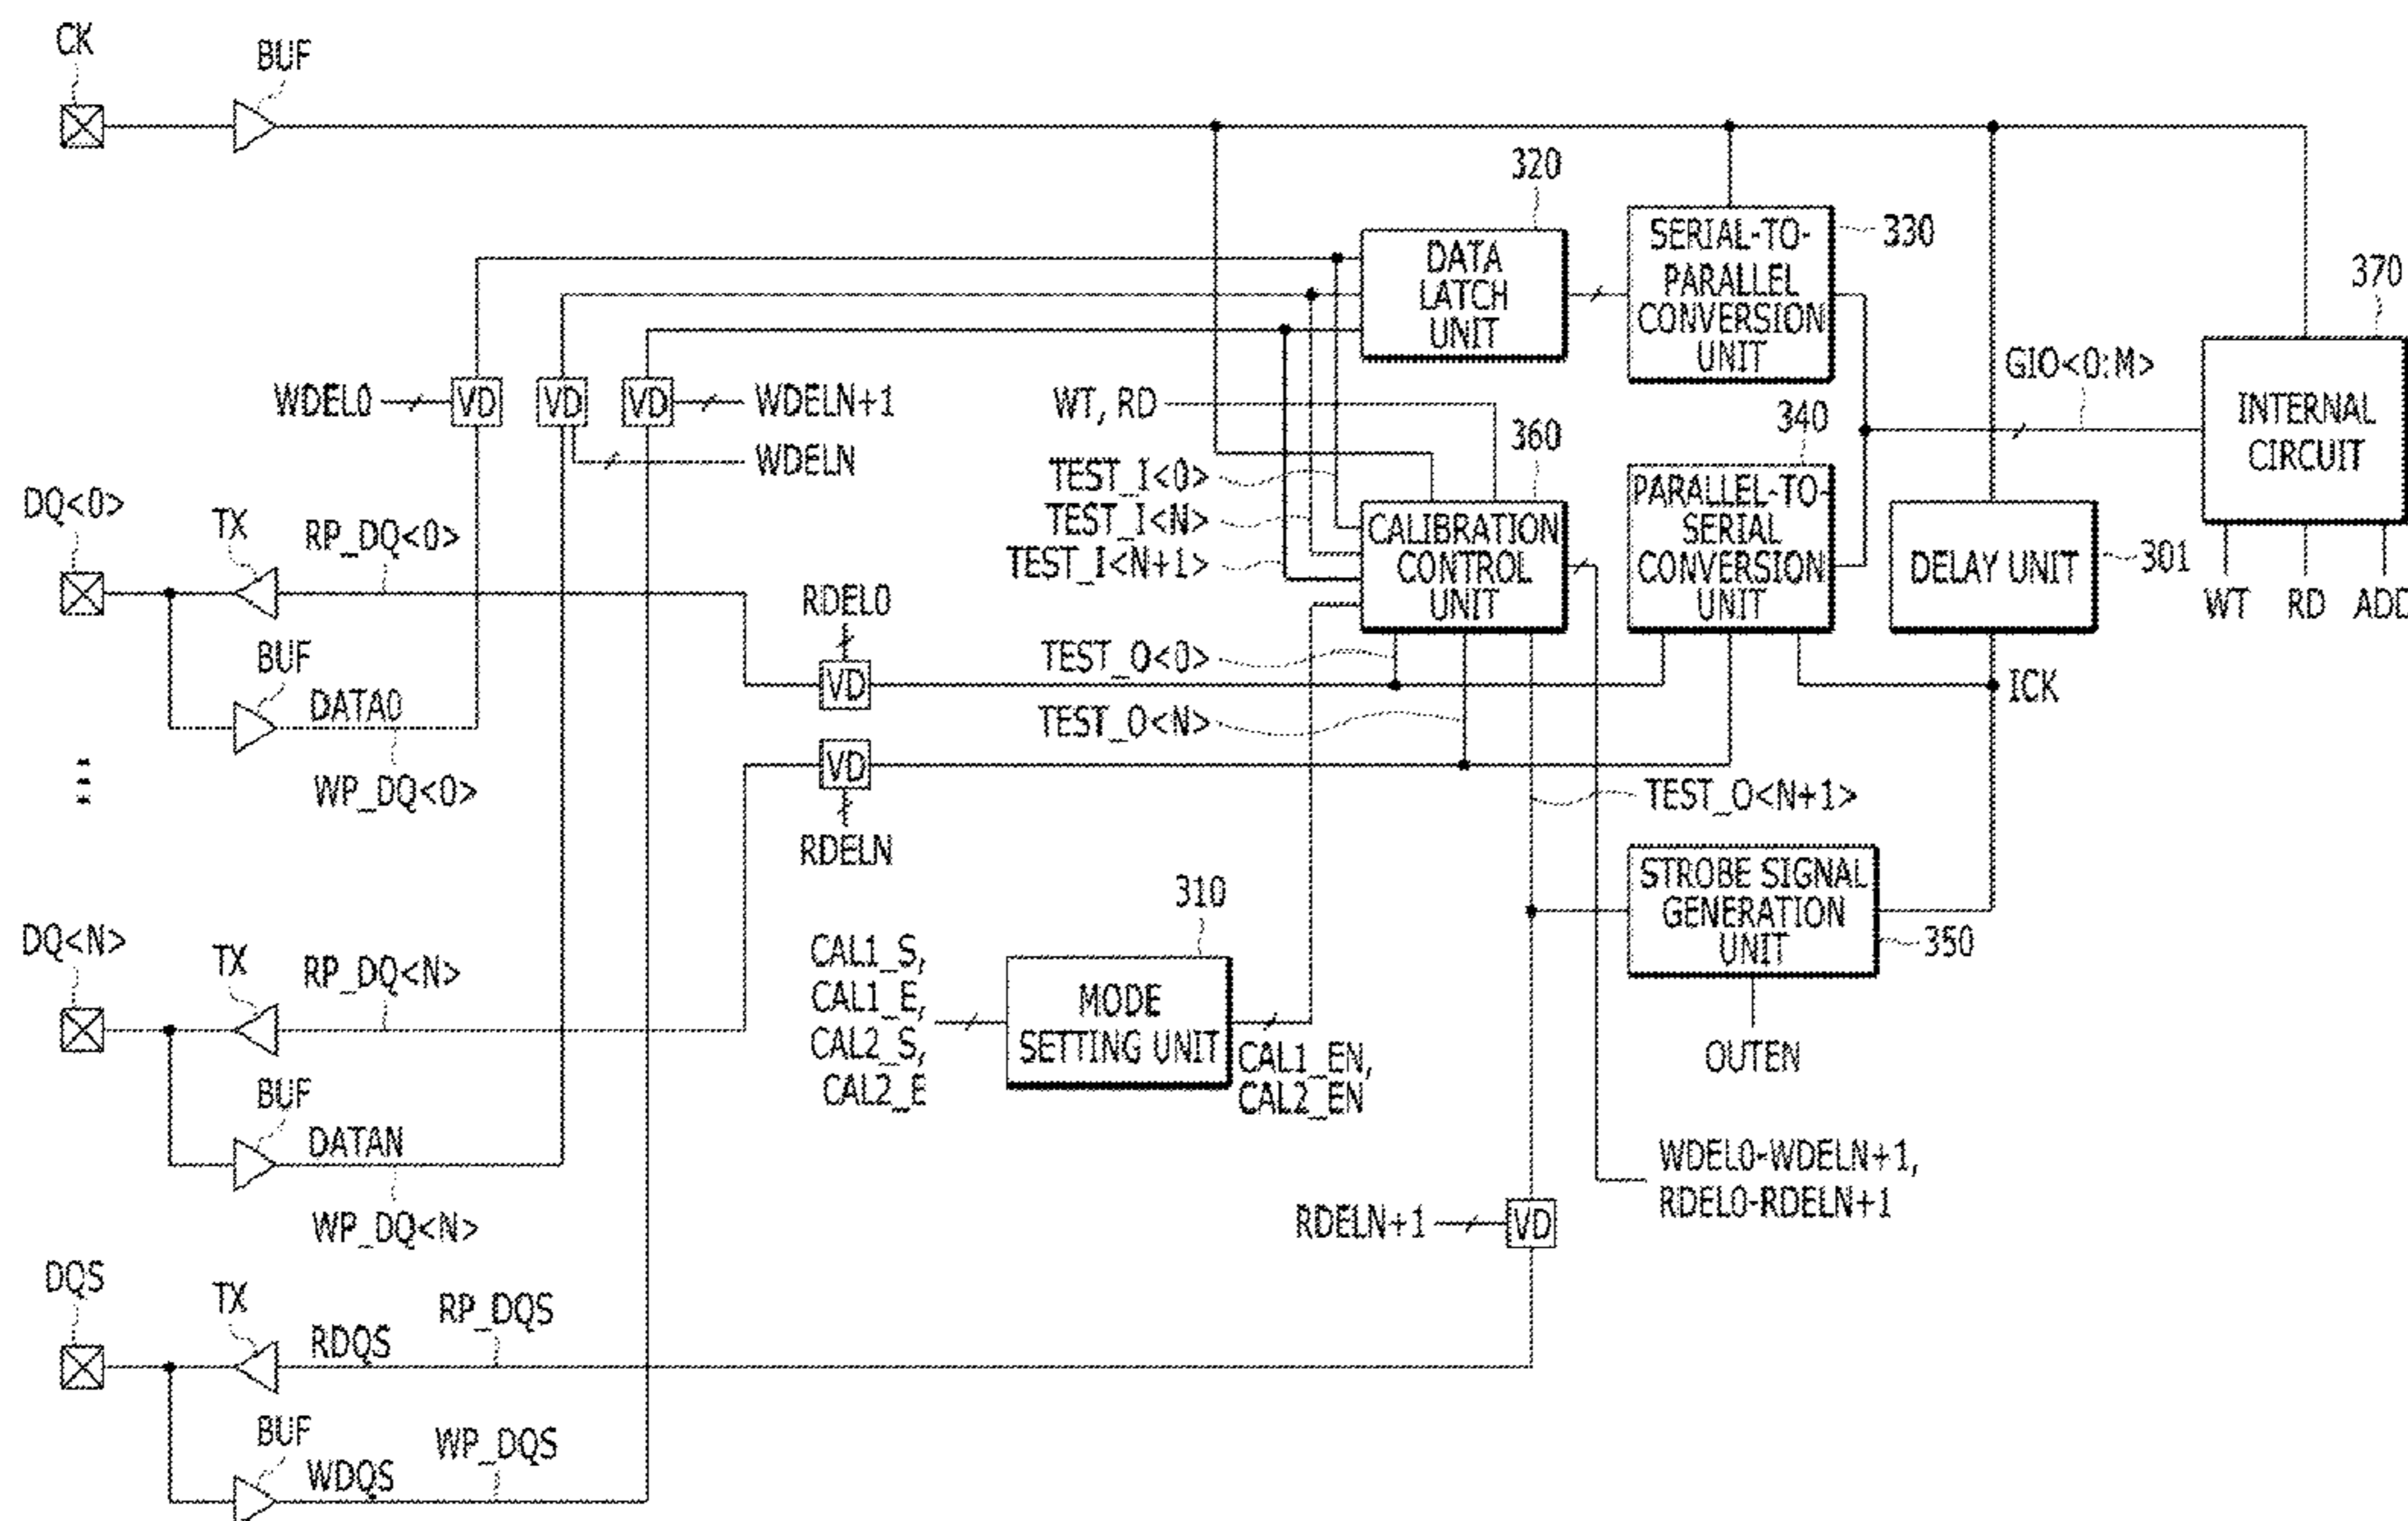 CK
BUF
320
SERIAL-TO-
PARALLEL
CONVERSION
UNIT
330
DATA
LATCH
UNIT
370
GIO<0:M>
INTERNAL
CIRCUIT
WT
RD
ADD
WDEL0
VD
VD
VD
WDELN+1
WDELN
WT, RD
360
340
TEST_I<0>
TEST_I<N>
TEST_I<N+1>
CALIBRATION
CONTROL
UNIT
PARALLEL-TO-
SERIAL
CONVERSION
UNIT
DELAY UNIT
301
DQ<0>
TX
RP_DQ<0>
BUF
DATA0
WP_DQ<0>
RDEL0
VD
TEST_O<0>
TEST_O<N>
ICK
VD
RDELN
TEST_O<N+1>
STROBE SIGNAL
GENERATION
UNIT
350
OUTEN
310
DQ<N>
TX
RP_DQ<N>
CAL1_S,
CAL1_E,
CAL2_S,
CAL2_E
MODE
SETTING UNIT
CAL1_EN,
CAL2_EN
BUF
DATAN
WP_DQ<N>
WDEL0-WDELN+1,
RDEL0-RDELN+1
RDELN+1
VD
DQS
TX
RDQS
RP_DQS
BUF
WDQS
WP_DQS